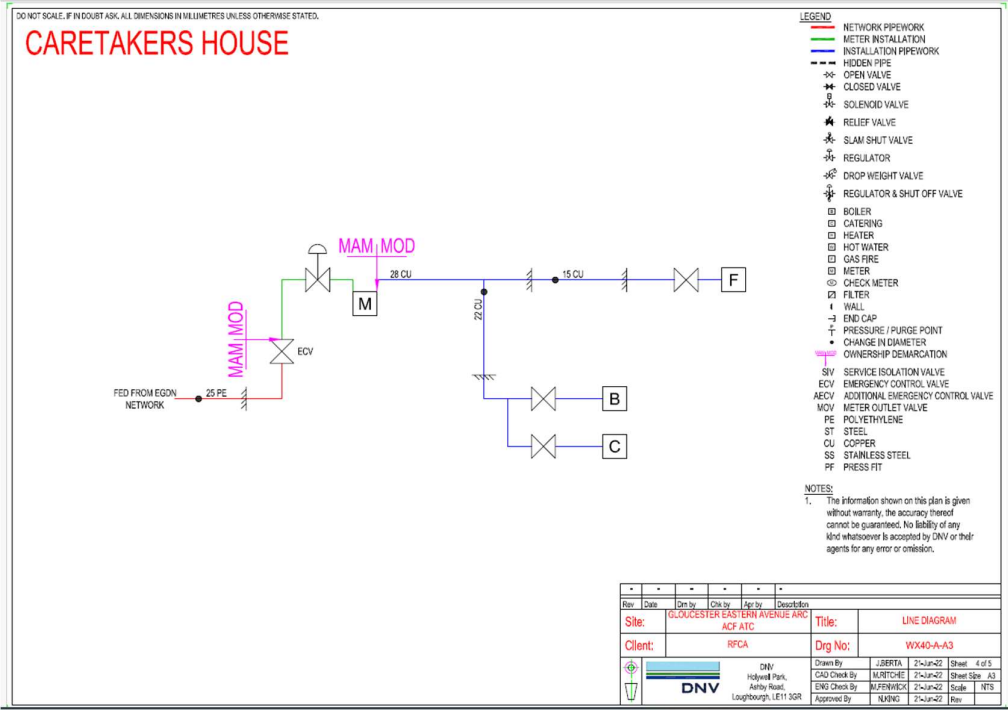 DO NOT SCALE. IF IN DOUBT ASK. ALL DIMENSIONS IN MILLIMETRES UNLESS OTHERWISE STATED.
CARETAKERS HOUSE
MAM MOD
28 CU
15 CU
F
M
22 CU
MAM MOD
ECV
FED FROM EGDN
NETWORK
25 PE
B
C
LEGEND
NETWORK PIPEWORK
METER INSTALLATION
INSTALLATION PIPEWORK
HIDDEN PIPE
OPEN VALVE
CLOSED VALVE
SOLENOID VALVE
RELIEF VALVE
SLAM SHUT VALVE
REGULATOR
DROP WEIGHT VALVE
REGULATOR & SHUT OFF VALVE
BOILER
CATERING
HEATER
HOT WATER
GAS FIRE
METER
CHECK METER
FILTER
WALL
END CAP
PRESSURE / PURGE POINT
CHANGE IN DIAMETER
OWNERSHIP DEMARCATION
SIV SERVICE ISOLATION VALVE
ECV EMERGENCY CONTROL VALVE
AECV ADDITIONAL EMERGENCY CONTROL VALVE
MOV METER OUTLET VALVE
PE POLYETHYLENE
ST STEEL
CU COPPER
SS STAINLESS STEEL
PF PRESS FIT
NOTES:
1. The information shown on this plan is given
without warranty, the accuracy thereof
cannot be guaranteed. No liability of any
kind whatsoever is accepted by DNV or their
agents for any error or omission.
- - - - - -
Rev Date Drn by Chk by Apr by Description
Site: GLOUCESTER EASTERN AVENUE ARC
ACF ATC
Title: LINE DIAGRAM
Client: RFCA
Drg No: WX40-A-A3
DNV
DNV
Holywell Park,
Ashby Road,
Loughbourgh, LE11 3GR
Drawn By J.BERTA 21-Jun-22 Sheet 4 of 5
CAD Check By M.RITCHIE 21-Jun-22 Sheet Size A3
ENG Check By M.FENWICK 21-Jun-22 Scale NTS
Approved By N.KING 21-Jun-22 Rev